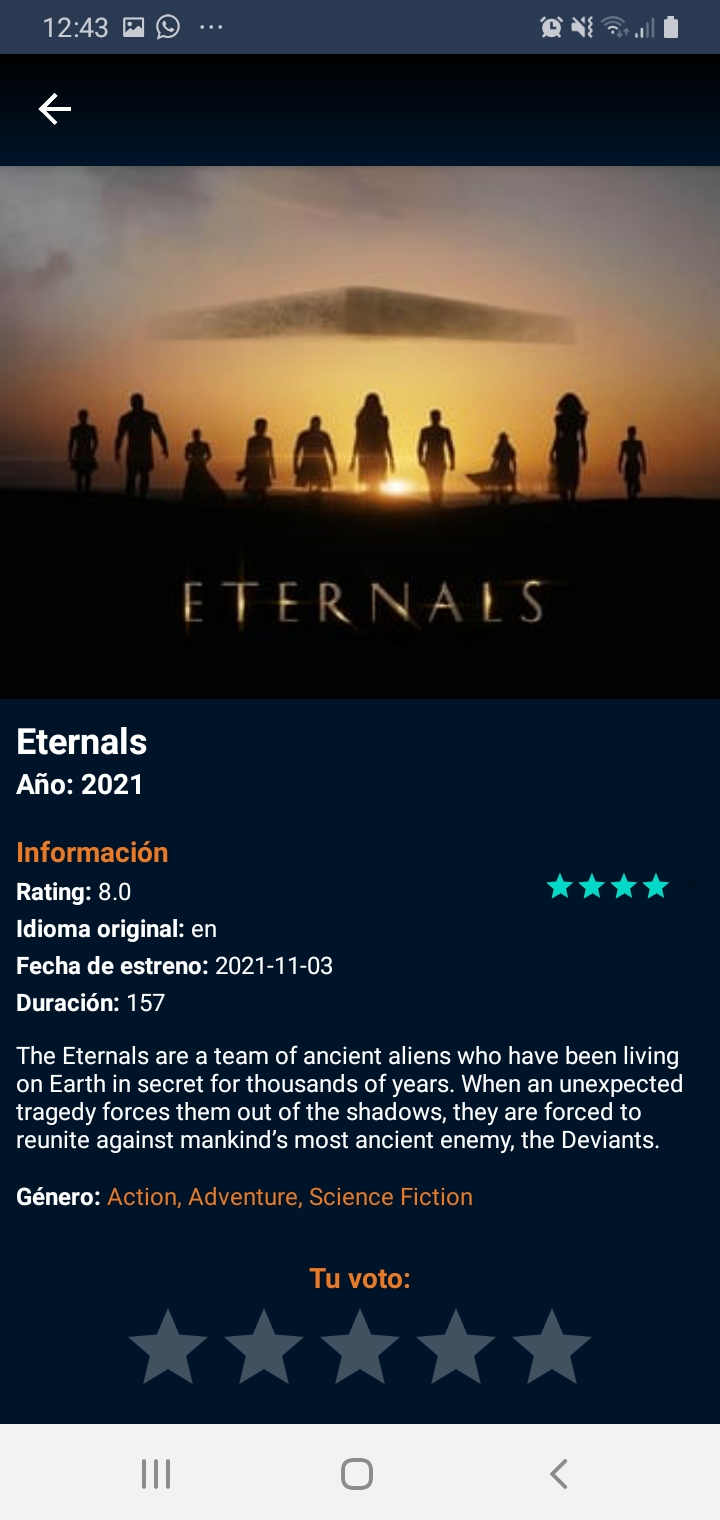 12:43
ETERNALS
Eternals
Año: 2021
Información
Rating: 8.0
Idioma original: en
Fecha de estreno: 2021-11-03
Duración: 157
The Eternals are a team of ancient aliens who have been living
on Earth in secret for thousands of years. When an unexpected
tragedy forces them out of the shadows, they are forced to
reunite against mankind’s most ancient enemy, the Deviants.
Género: Action, Adventure, Science Fiction
Tu voto: